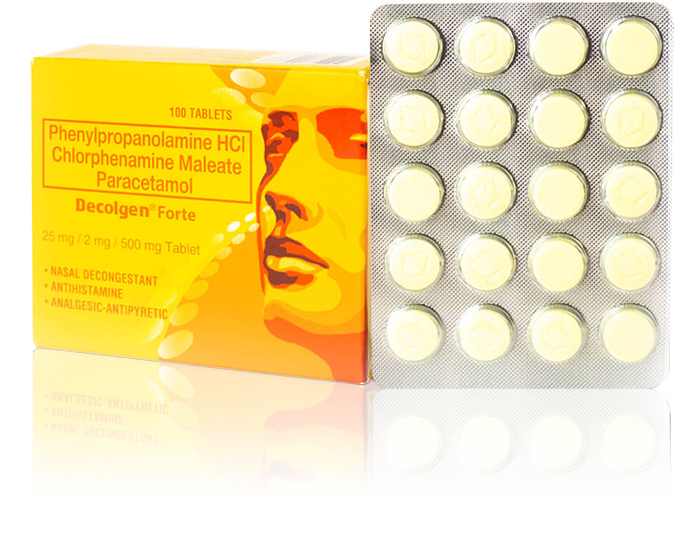 100 TABLETS
Phenylpropanolamine HCl
Chlorphenamine Maleate
Paracetamol
Decolgen® Forte
25 mg / 2 mg / 500 mg Tablet
• NASAL DECONGESTANT
• ANTIHISTAMINE
• ANALGESIC-ANTIPYRETIC